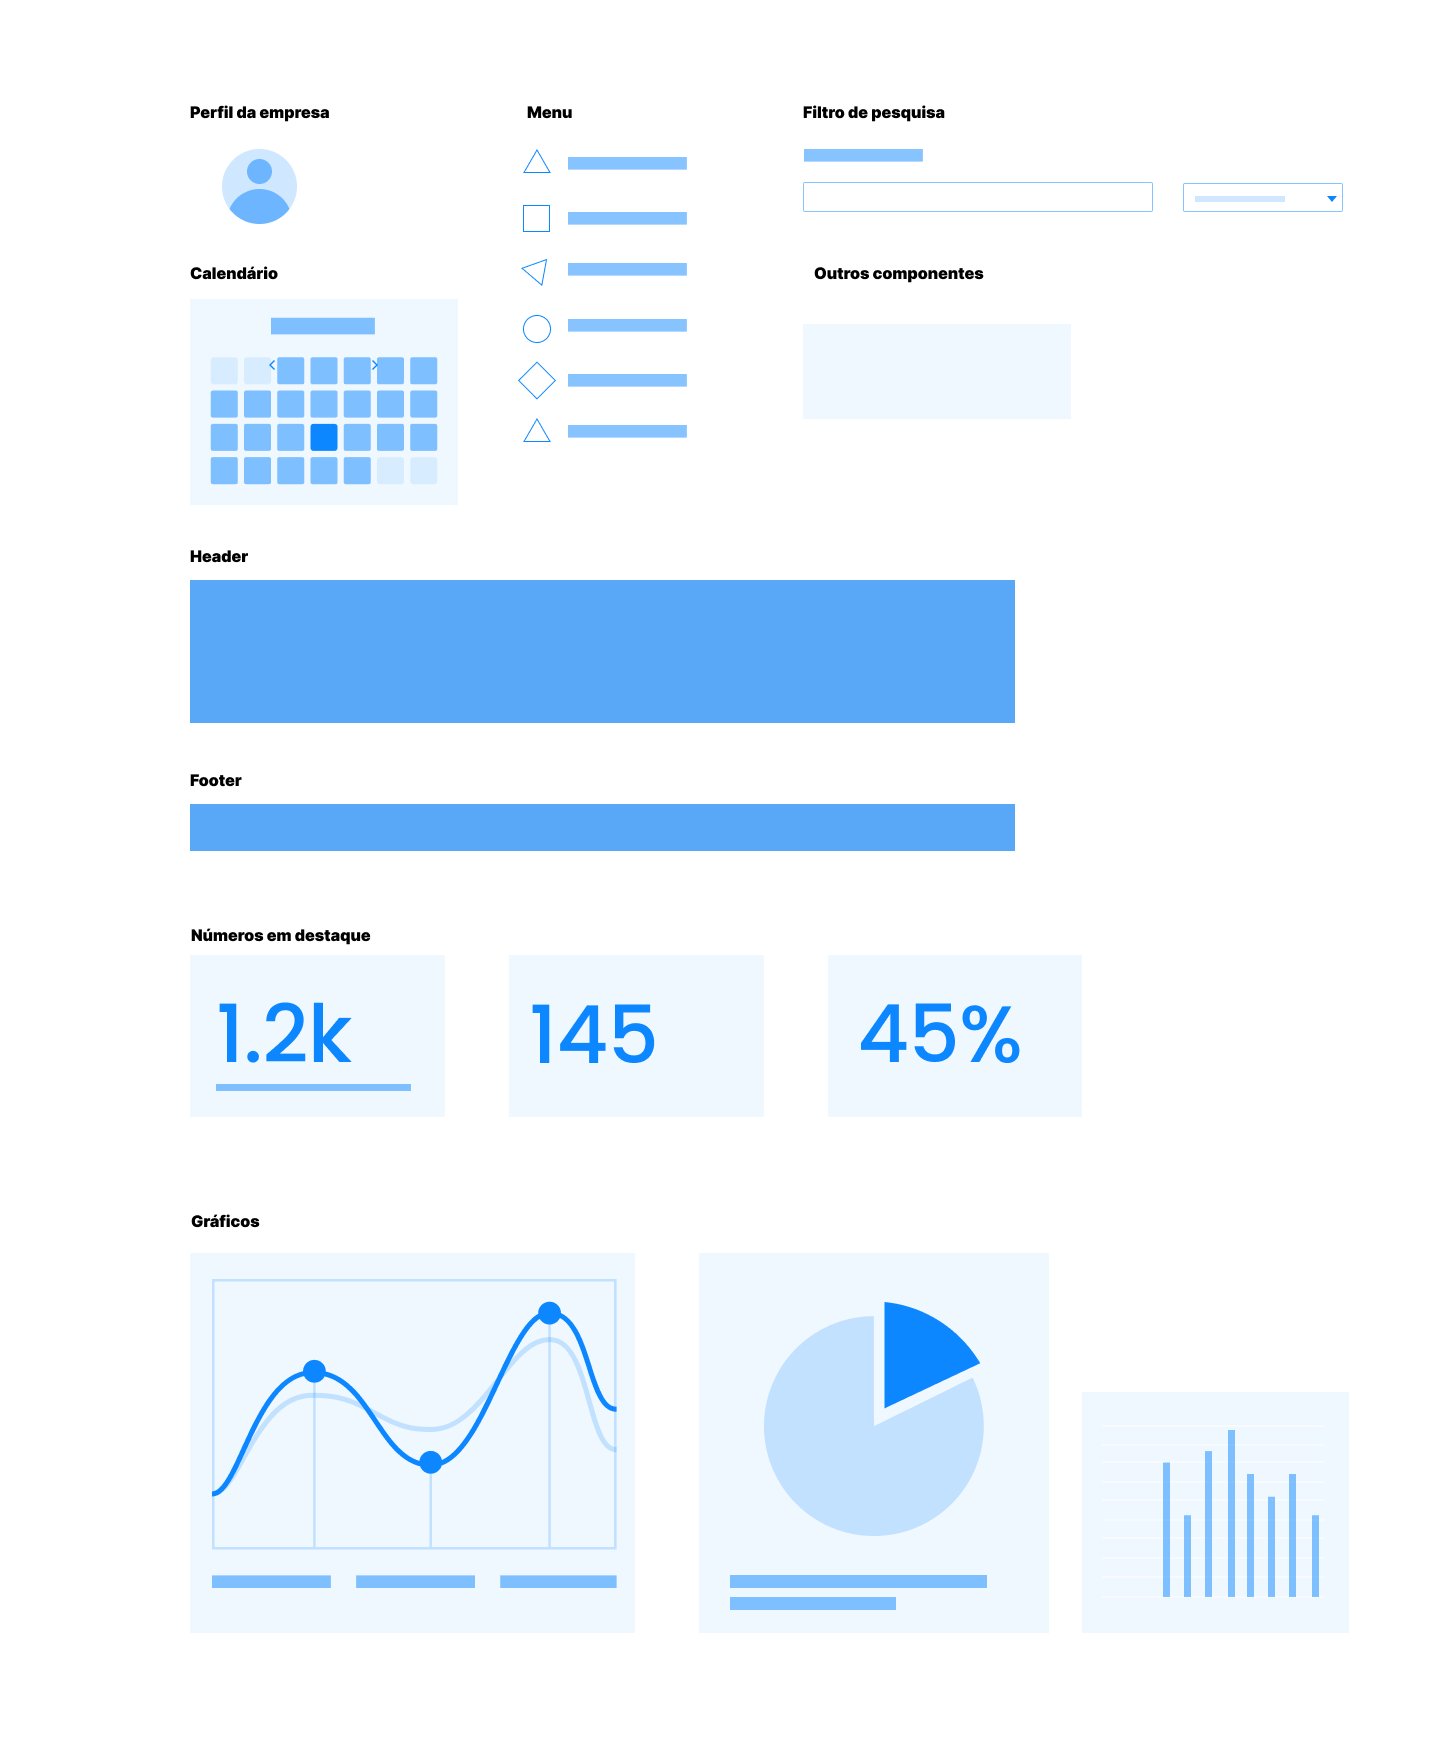 Perfil da empresa
Menu
Filtro de pesquisa
Calendário
Outros componentes
Header
Footer
Números em destaque
1.2k
145
45%
Gráficos